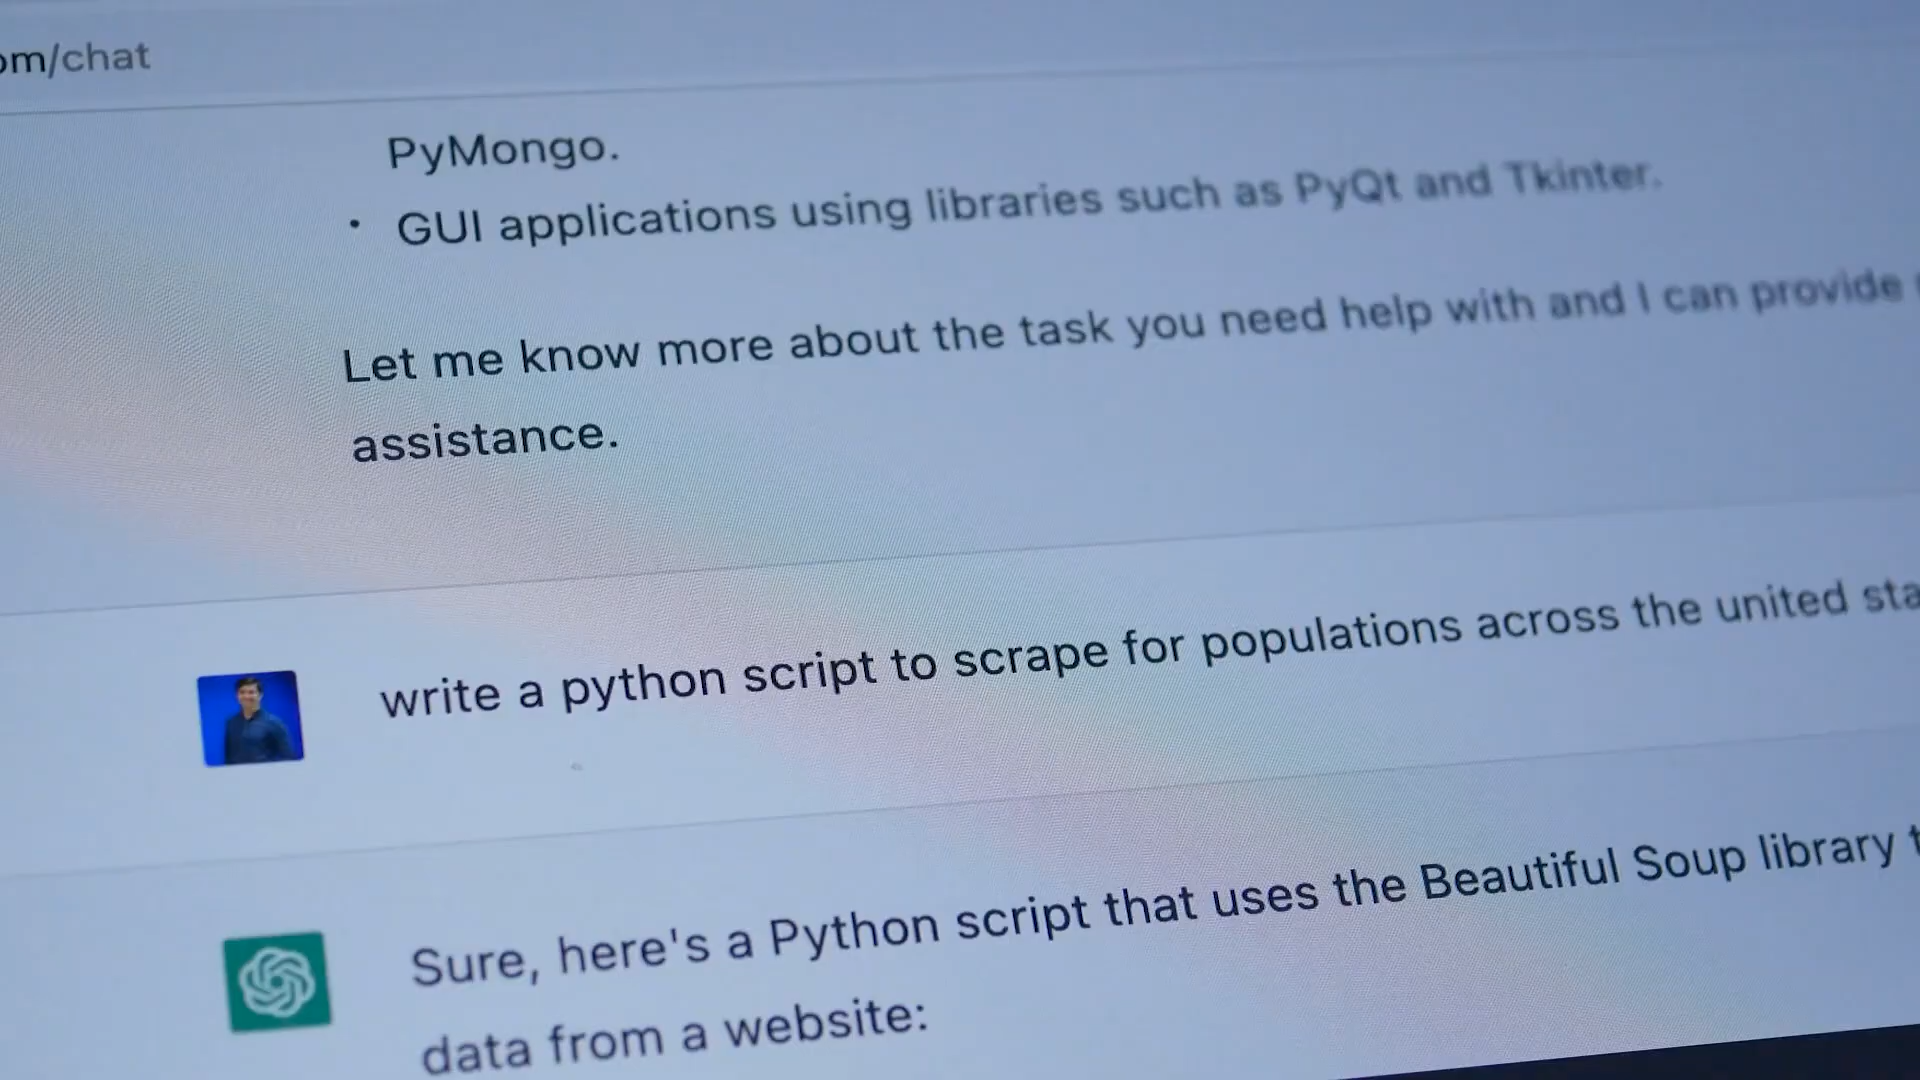 om/chat
PyMongo.
• GUI applications using libraries such as PyQt and Tkinter.
Let me know more about the task you need help with and I can provide
assistance.
write a python script to scrape for populations across the united sta
Sure, here's a Python script that uses the Beautiful Soup library t
data from a website: